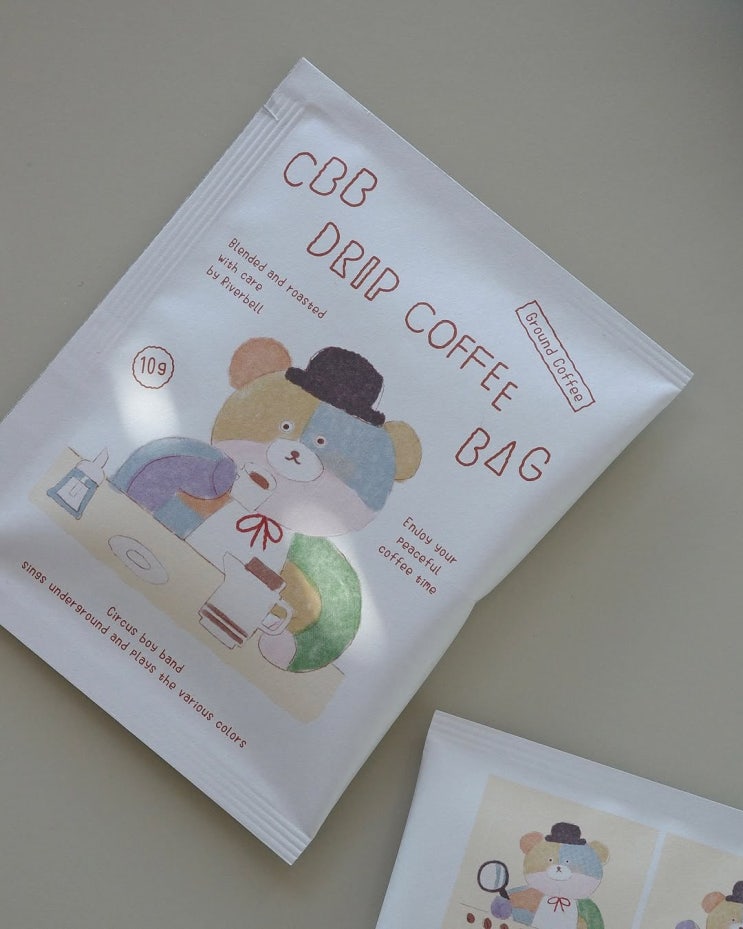 CBB
DRIP COFFEE
BAG
Blended and roasted
with care
by Riverbell
Ground Coffee
10g
Enjoy your
peaceful
coffee time
Circus boy band
sings underground and plays the various colors